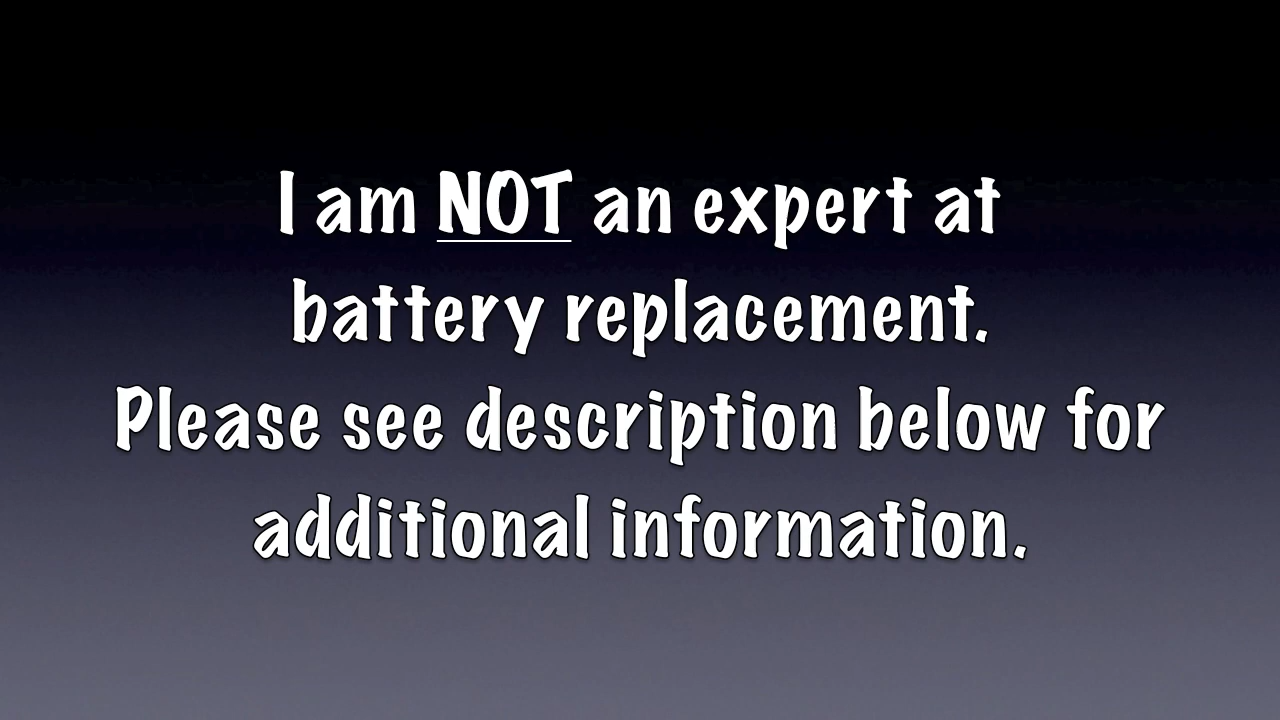 I am NOT an expert at
battery replacement.
Please see description below for
additional information.